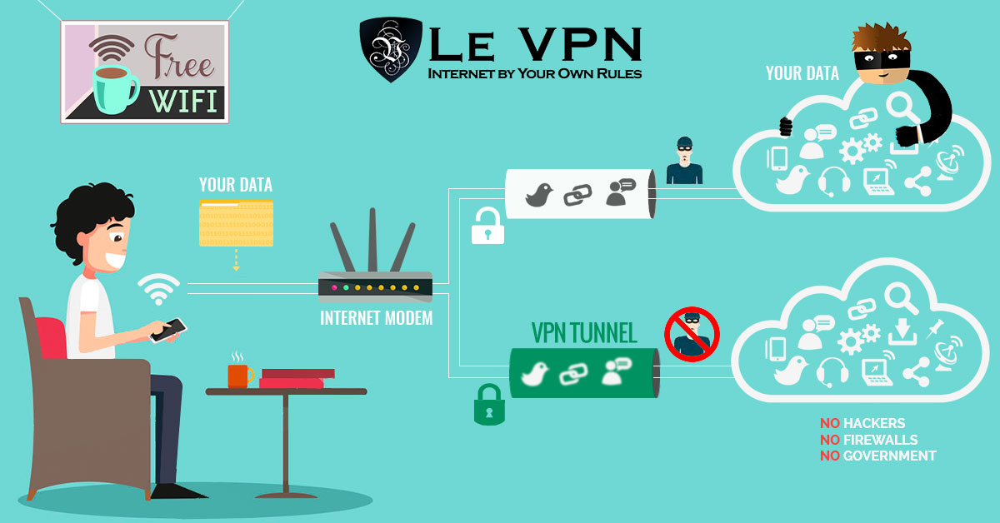 Free
WIFI
LE VPN
INTERNET BY YOUR OWN RULES
YOUR DATA
YOUR DATA
INTERNET MODEM
VPN TUNNEL
NO HACKERS
NO FIREWALLS
NO GOVERNMENT